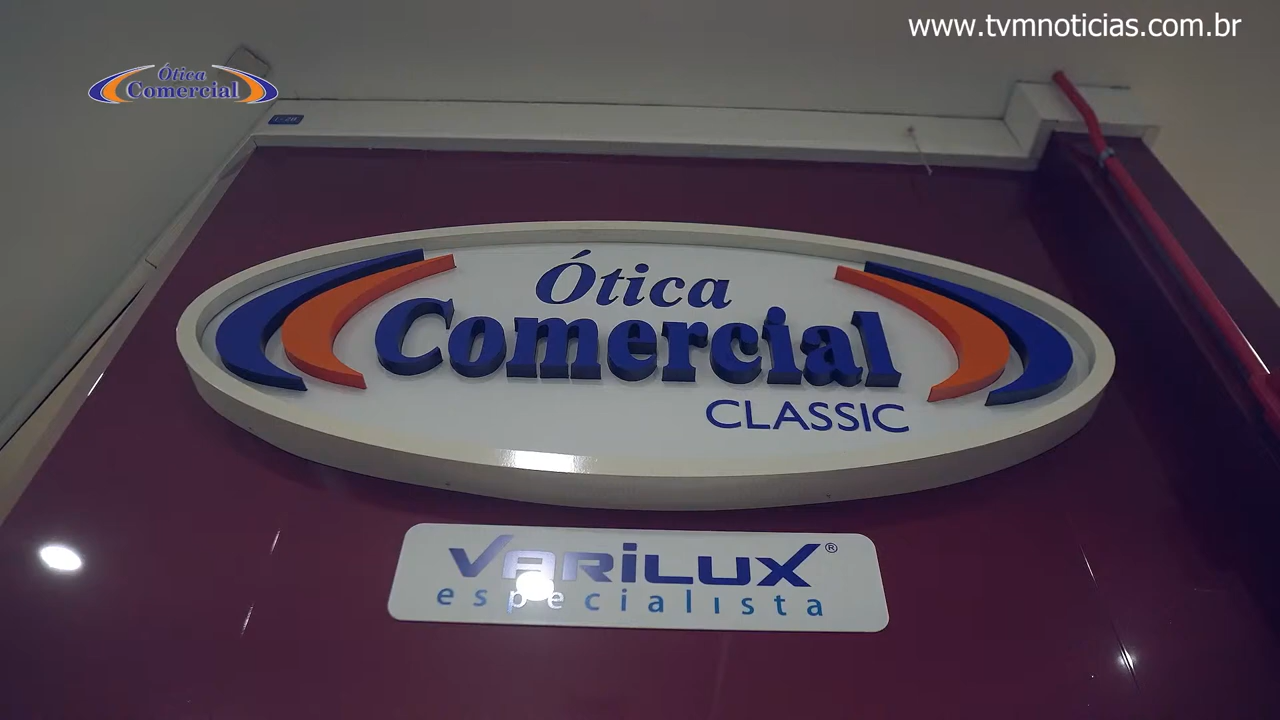 www.tvmnoticias.com.br
Ótica
Comercial
Ótica
Comercial
CLASSIC
VARILUX®
especialista